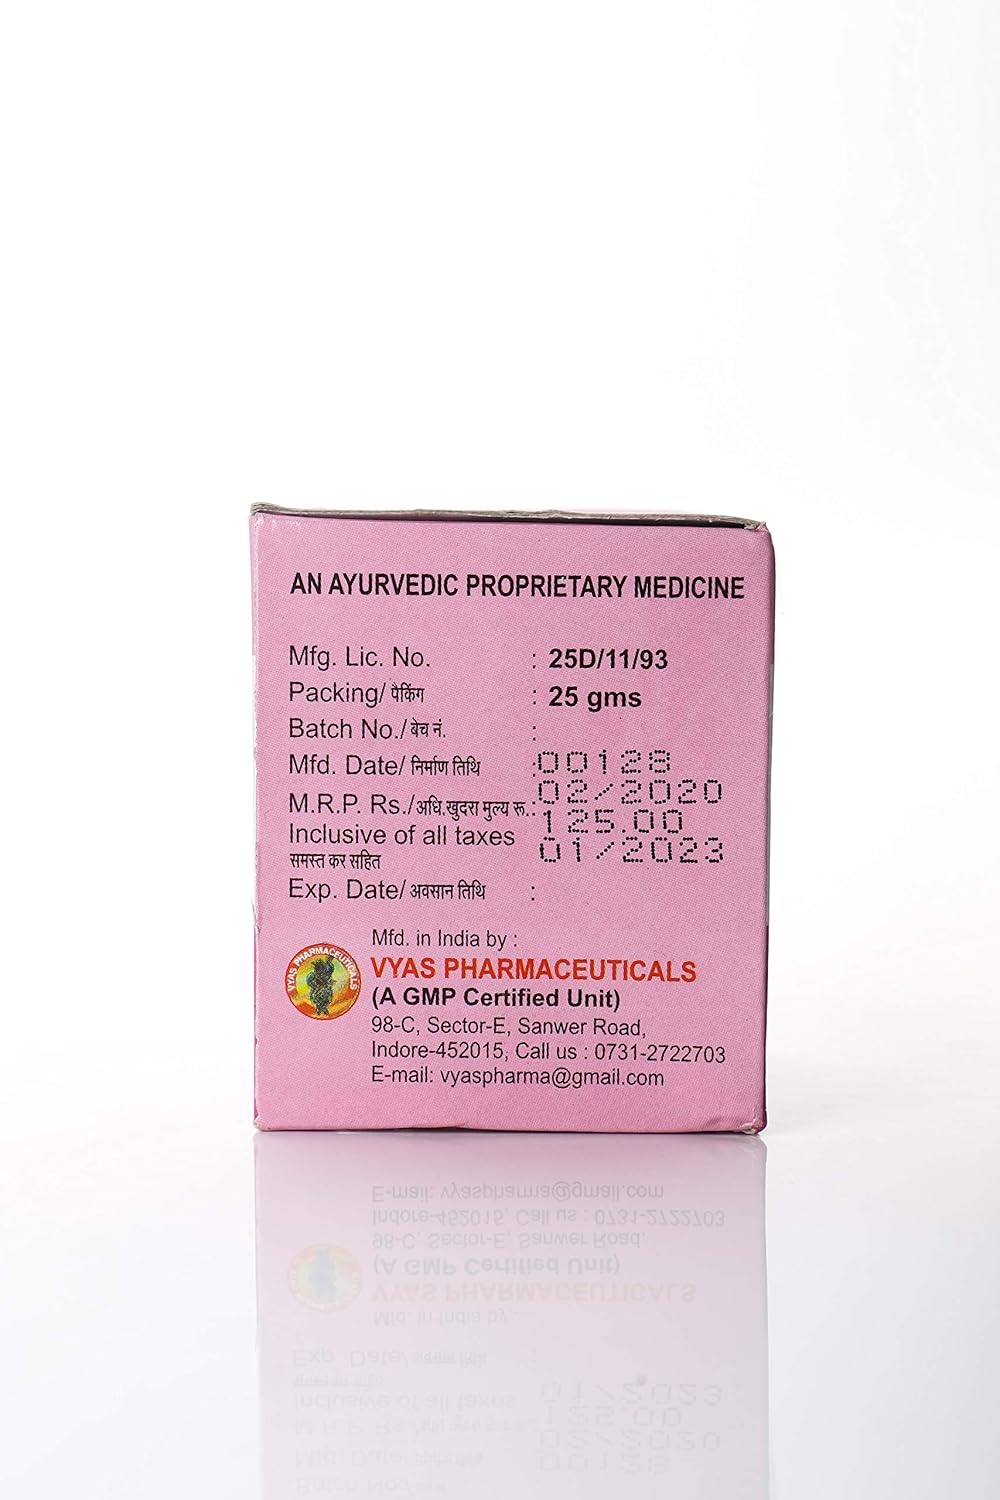 AN AYURVEDIC PROPRIETARY MEDICINE
Mfg. Lic. No. : 25D/11/93
Packing/ पैकिंग : 25 gms
Batch No./ बेच नं. :
Mfd. Date/ निर्माण तिथि : 00128
02/2020
M.R.P. Rs./अधि.खुदरा मुल्य रू.: 125.00
Inclusive of all taxes 01/2023
समस्त कर सहित
Exp. Date/ अवसान तिथि :
Mfd. in India by :
VYAS PHARMACEUTICALS
VYAS PHARMACEUTICALS
(A GMP Certified Unit)
98-C, Sector-E, Sanwer Road,
Indore-452015, Call us : 0731-2722703
E-mail: vyaspharma@gmail.com